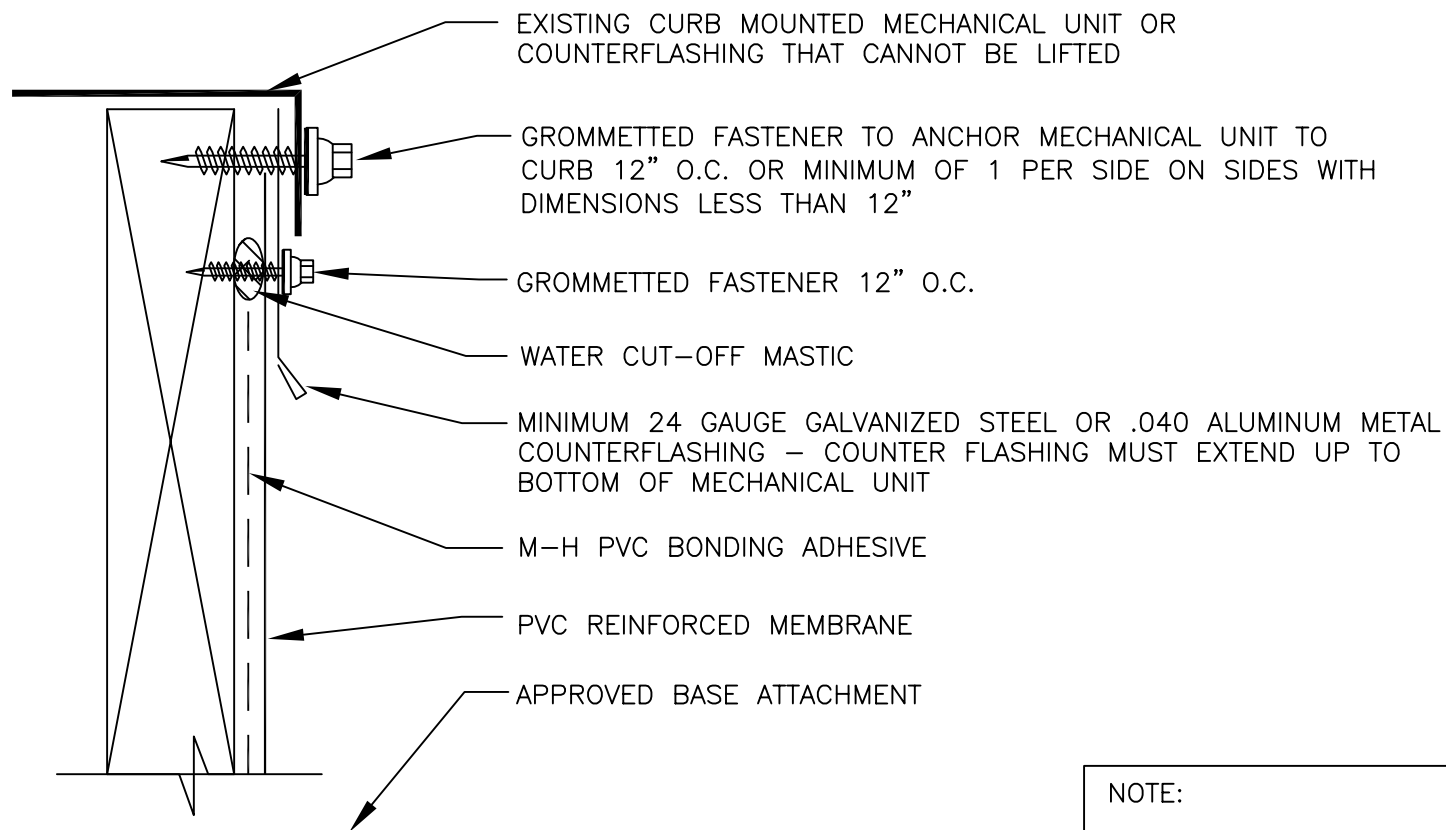 EXISTING CURB MOUNTED MECHANICAL UNIT OR
COUNTERFLASHING THAT CANNOT BE LIFTED
GROMMETTED FASTENER TO ANCHOR MECHANICAL UNIT TO
CURB 12” O.C. OR MINIMUM OF 1 PER SIDE ON SIDES WITH
DIMENSIONS LESS THAN 12”
GROMMETTED FASTENER 12” O.C.
WATER CUT–OFF MASTIC
MINIMUM 24 GAUGE GALVANIZED STEEL OR .040 ALUMINUM METAL
COUNTERFLASHING – COUNTER FLASHING MUST EXTEND UP TO
BOTTOM OF MECHANICAL UNIT
M–H PVC BONDING ADHESIVE
PVC REINFORCED MEMBRANE
APPROVED BASE ATTACHMENT
NOTE: